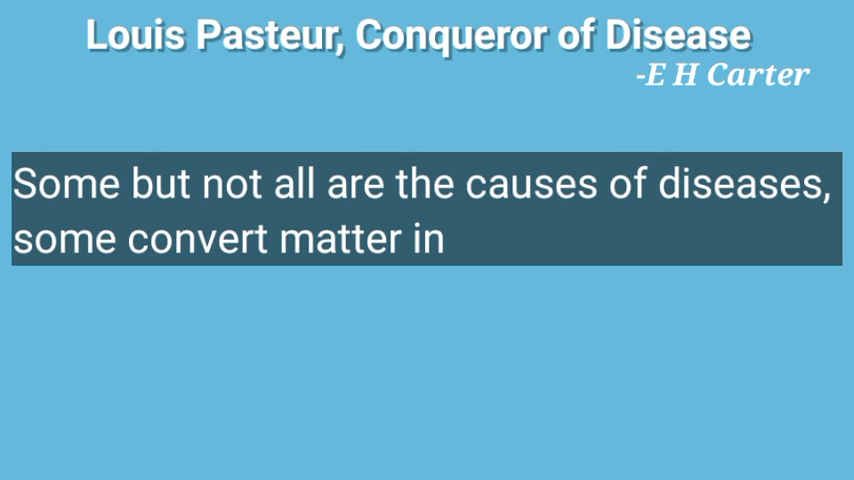 Louis Pasteur, Conqueror of Disease
-E H Carter
Some but not all are the causes of diseases,
some convert matter in